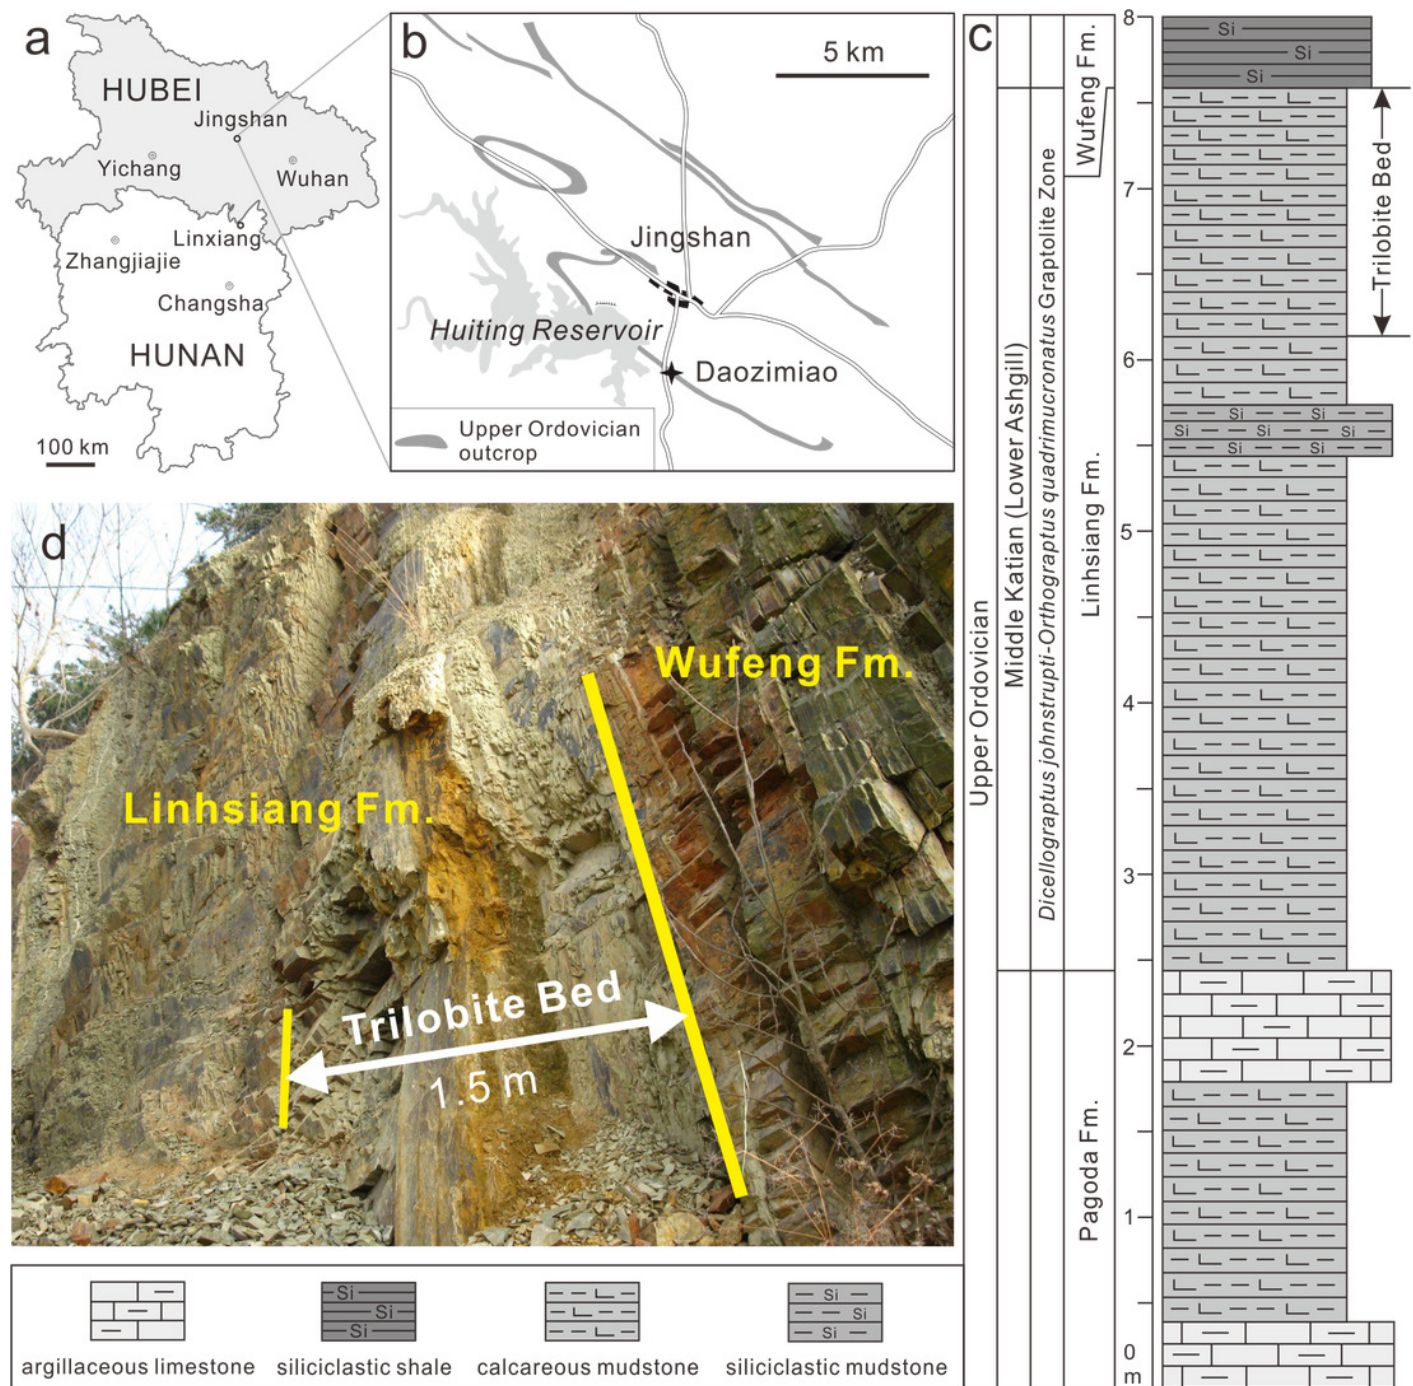 a
HUBEI
Jingshan
Yichang
Wuhan
Linxiang
Zhangjiajie
Changsha
HUNAN
100 km
b
5 km
Jingshan
Huiting Reservoir
Daozimiao
Upper Ordovician
outcrop
c
Upper Ordovician
Middle Katian (Lower Ashgill)
Dicellograptus johnstrupti-Orthograptus quadrimucronatus Graptolite Zone
Wufeng Fm.
Linhsiang Fm.
Pagoda Fm.
8
7
6
5
4
3
2
1
0
m
Si
Si
Si
Trilobite Bed
Si
Si
Si
Si
Si
Si
Si
d
Wufeng Fm.
Linhsiang Fm.
Trilobite Bed
1.5 m
Si
Si
Si
Si
Si
Si
argillaceous limestone
siliciclastic shale
calcareous mudstone
siliciclastic mudstone